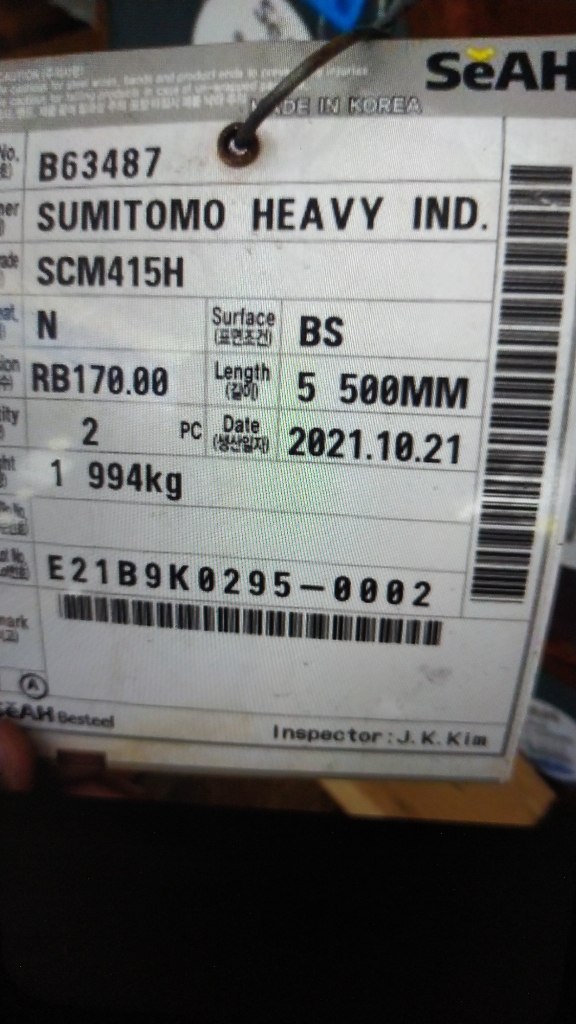 SeAH
MADE IN KOREA
No. B63487
SUMITOMO HEAVY IND.
SCM415H
N Surface (표면조건) BS
RB170.00 Length (길이) 5 500MM
2 PC Date (생산일자) 2021.10.21
1 994kg
E21B9K0295-0002
A
SeAH Besteel
Inspector:J.K.Kim